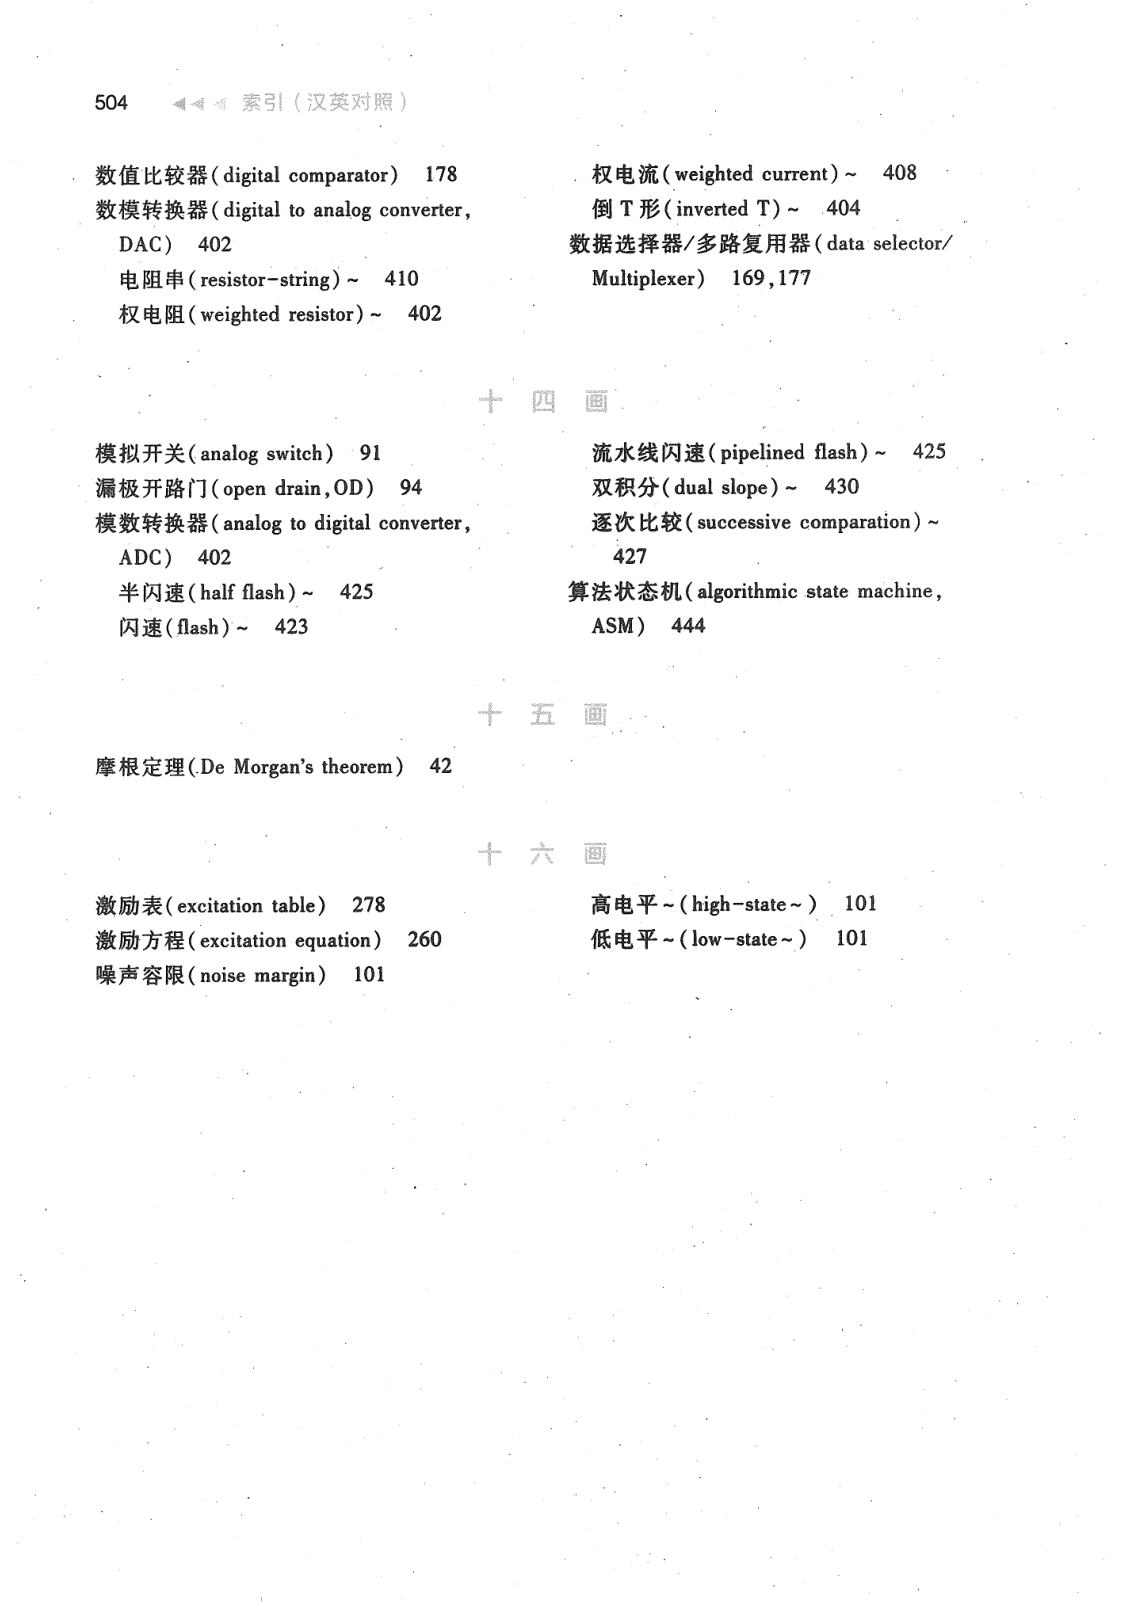 504 索引(汉英对照)
数值比较器(digital comparator) 178
数模转换器(digital to analog converter,
DAC) 402
电阻串(resistor-string)~ 410
权电阻(weighted resistor)~ 402
权电流(weighted current)~ 408
倒T形(inverted T)~ 404
数据选择器/多路复用器(data selector/
Multiplexer) 169,177
十四画
模拟开关(analog switch) 91
漏极开路门(open drain,OD) 94
模数转换器(analog to digital converter,
ADC) 402
半闪速(half flash)~ 425
闪速(flash)~ 423
流水线闪速(pipelined flash)~ 425
双积分(dual slope)~ 430
逐次比较(successive comparation)~
427
算法状态机(algorithmic state machine,
ASM) 444
十五画
摩根定理(De Morgan's theorem) 42
十六画
激励表(excitation table) 278
激励方程(excitation equation) 260
噪声容限(noise margin) 101
高电平~(high-state~) 101
低电平~(low-state~) 101